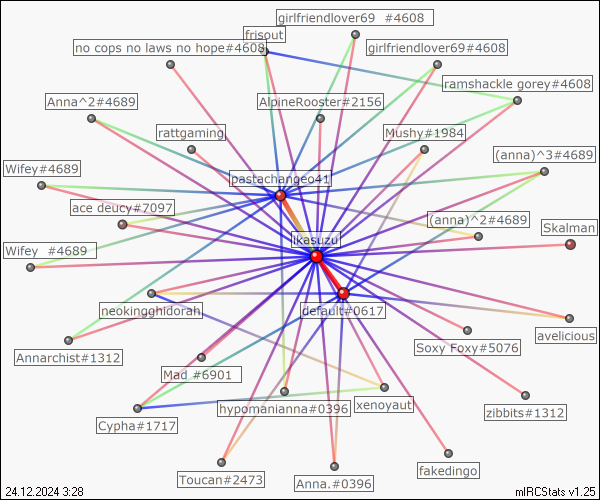 girlfriendlover69   #4608
frisout
no cops no laws no hope#4608
girlfriendlover69#4608
ramshackle gorey#4608
Anna^2#4689
AlpineRooster#2156
rattgaming
Mushy#1984
(anna)^3#4689
Wifey#4689
pastachangeo41
ace deucy#7097
(anna)^2#4689
Skalman
Wifey   #4689
ikasuzu
neokingghidorah
default#0617
avelicious
Annarchist#1312
Soxy Foxy#5076
Mad #6901
hypomanianna#0396
xenoyaut
zibbits#1312
Cypha#1717
fakedingo
Toucan#2473
Anna.#0396
24.12.2024 3:28
mIRCStats v1.25